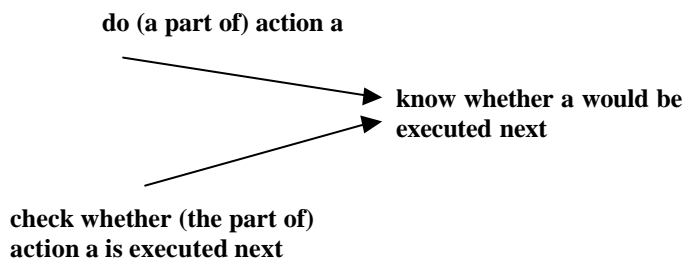 do (a part of) action a
know whether a would be
executed next
check whether (the part of)
action a is executed next